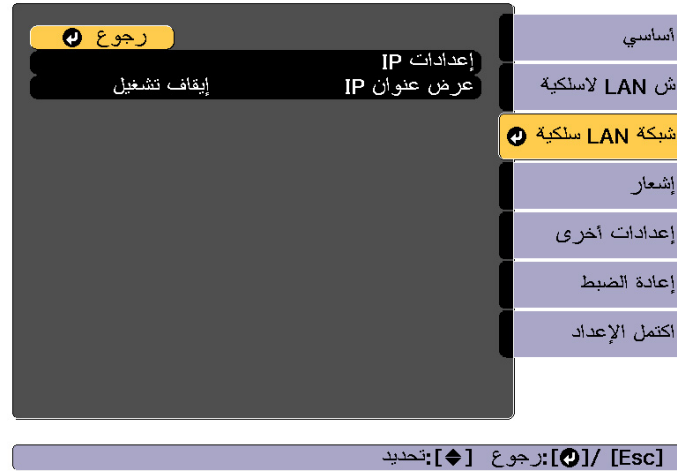 أساسي
ش LAN لاسلكية
شبكة LAN سلكية
إشعار
إعدادات أخرى
إعادة الضبط
اكتمل الإعداد
رجوع
إعدادات IP
عرض عنوان IP إيقاف تشغيل
[Esc] /[]:رجوع []:تحديد